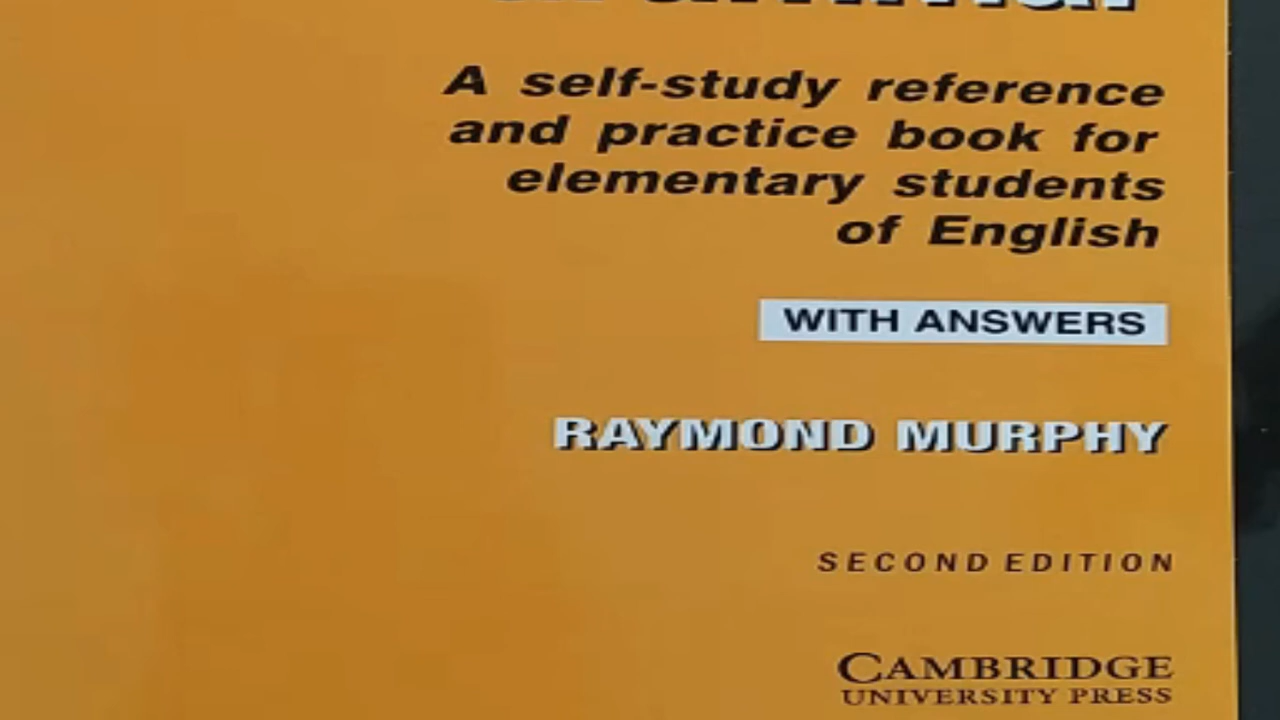 A self-study reference
and practice book for
elementary students
of English
WITH ANSWERS
RAYMOND MURPHY
SECOND EDITION
CAMBRIDGE
UNIVERSITY PRESS